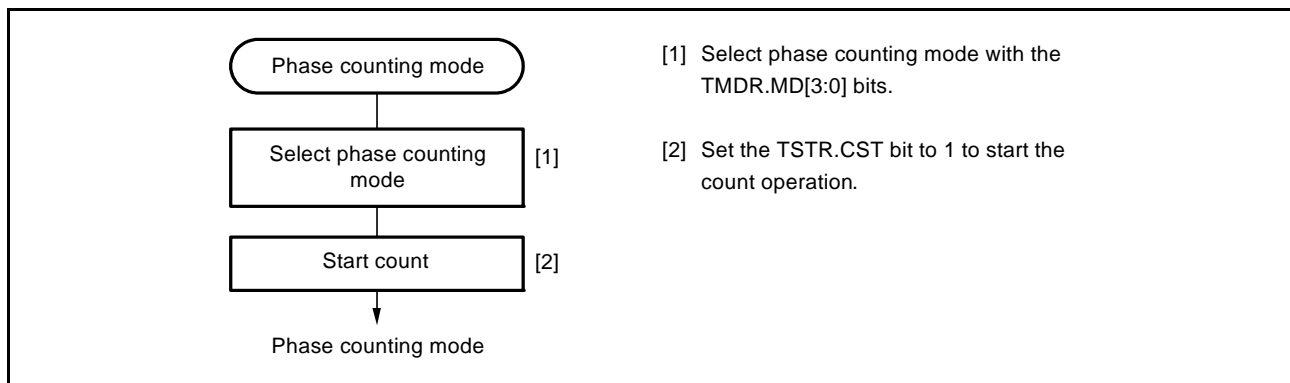 Phase counting mode
Select phase counting
mode
[1]
Start count
[2]
Phase counting mode
[1] Select phase counting mode with the
TMDR.MD[3:0] bits.
[2] Set the TSTR.CST bit to 1 to start the
count operation.